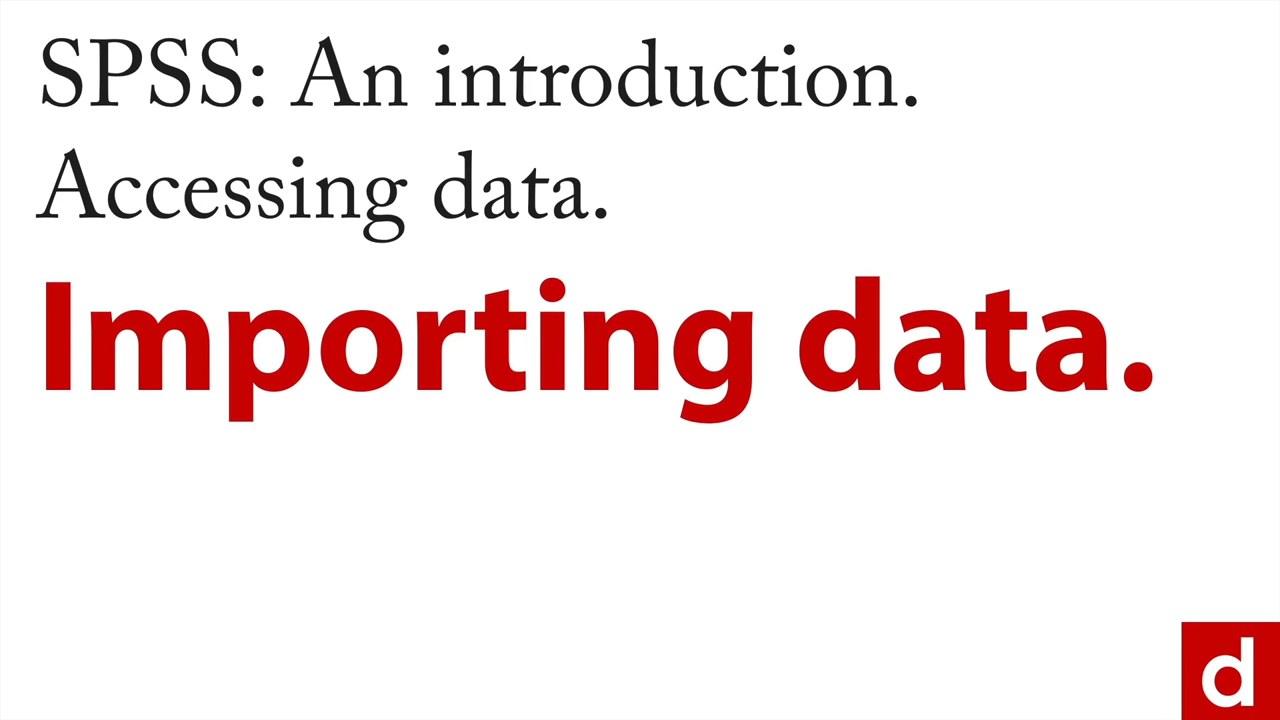 SPSS: An introduction.
Accessing data.
Importing data.
d